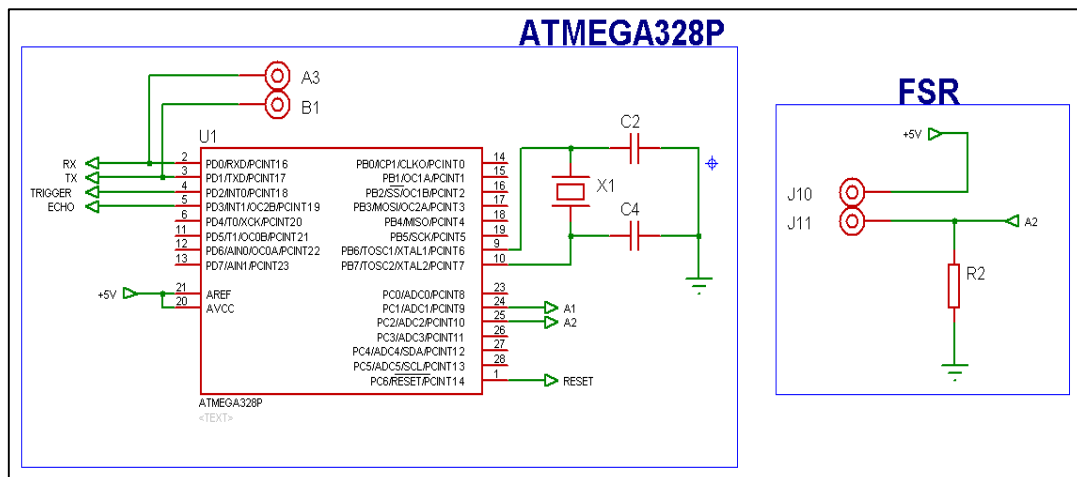 ATMEGA328P
A3
B1
U1
RX
TX
TRIGGER
ECHO
2 PD0/RXD/PCINT16
3 PD1/TXD/PCINT17
4 PD2/INT0/PCINT18
5 PD3/INT1/OC2B/PCINT19
6 PD4/T0/XCK/PCINT20
11 PD5/T1/OC0B/PCINT21
12 PD6/AIN0/OC0A/PCINT22
13 PD7/AIN1/PCINT23
+5V
21 AREF
20 AVCC
PB0/ICP1/CLKO/PCINT0 14
PB1/OC1A/PCINT1 15
PB2/SS/OC1B/PCINT2 16
PB3/MOSI/OC2A/PCINT3 17
PB4/MISO/PCINT4 18
PB5/SCK/PCINT5 19
PB6/TOSC1/XTAL1/PCINT6 9
PB7/TOSC2/XTAL2/PCINT7 10
PC0/ADC0/PCINT8 23
PC1/ADC1/PCINT9 24 A1
PC2/ADC2/PCINT10 25 A2
PC3/ADC3/PCINT11 26
PC4/ADC4/SDA/PCINT12 27
PC5/ADC5/SCL/PCINT13 28
PC6/RESET/PCINT14 1 RESET
ATMEGA328P
<TEXT>
C2
X1
C4
FSR
+5V
J10
J11
A2
R2